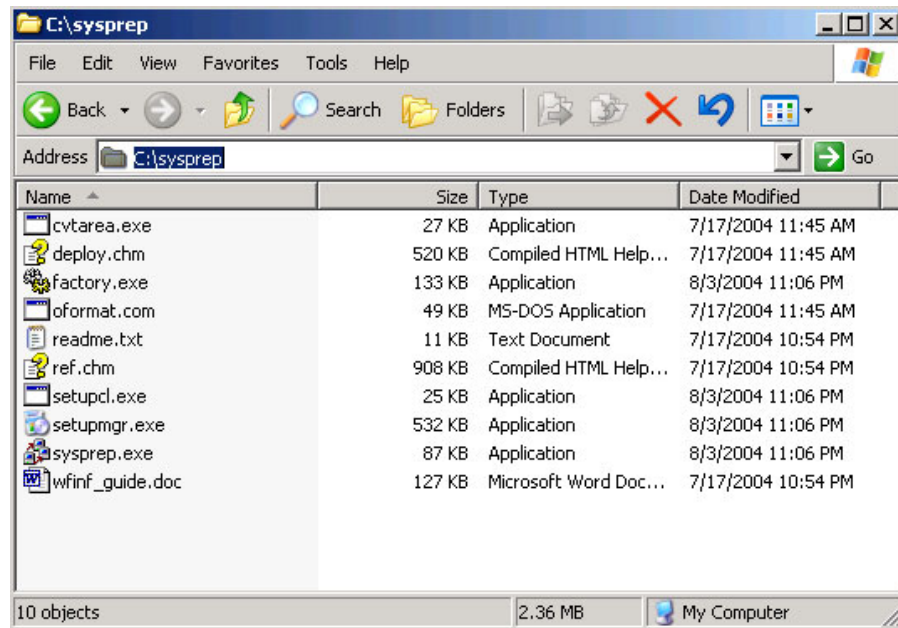 C:\sysprep
File Edit View Favorites Tools Help
Back Search Folders
Address C:\sysprep Go
Name Size Type Date Modified
cvtarea.exe 27 KB Application 7/17/2004 11:45 AM
deploy.chm 520 KB Compiled HTML Help... 7/17/2004 11:45 AM
factory.exe 133 KB Application 8/3/2004 11:06 PM
oformat.com 49 KB MS-DOS Application 7/17/2004 11:45 AM
readme.txt 11 KB Text Document 7/17/2004 10:54 PM
ref.chm 908 KB Compiled HTML Help... 7/17/2004 10:54 PM
setupcl.exe 25 KB Application 8/3/2004 11:06 PM
setupmgr.exe 532 KB Application 8/3/2004 11:06 PM
sysprep.exe 87 KB Application 8/3/2004 11:06 PM
wfinf_guide.doc 127 KB Microsoft Word Doc... 7/17/2004 10:54 PM
10 objects 2.36 MB My Computer